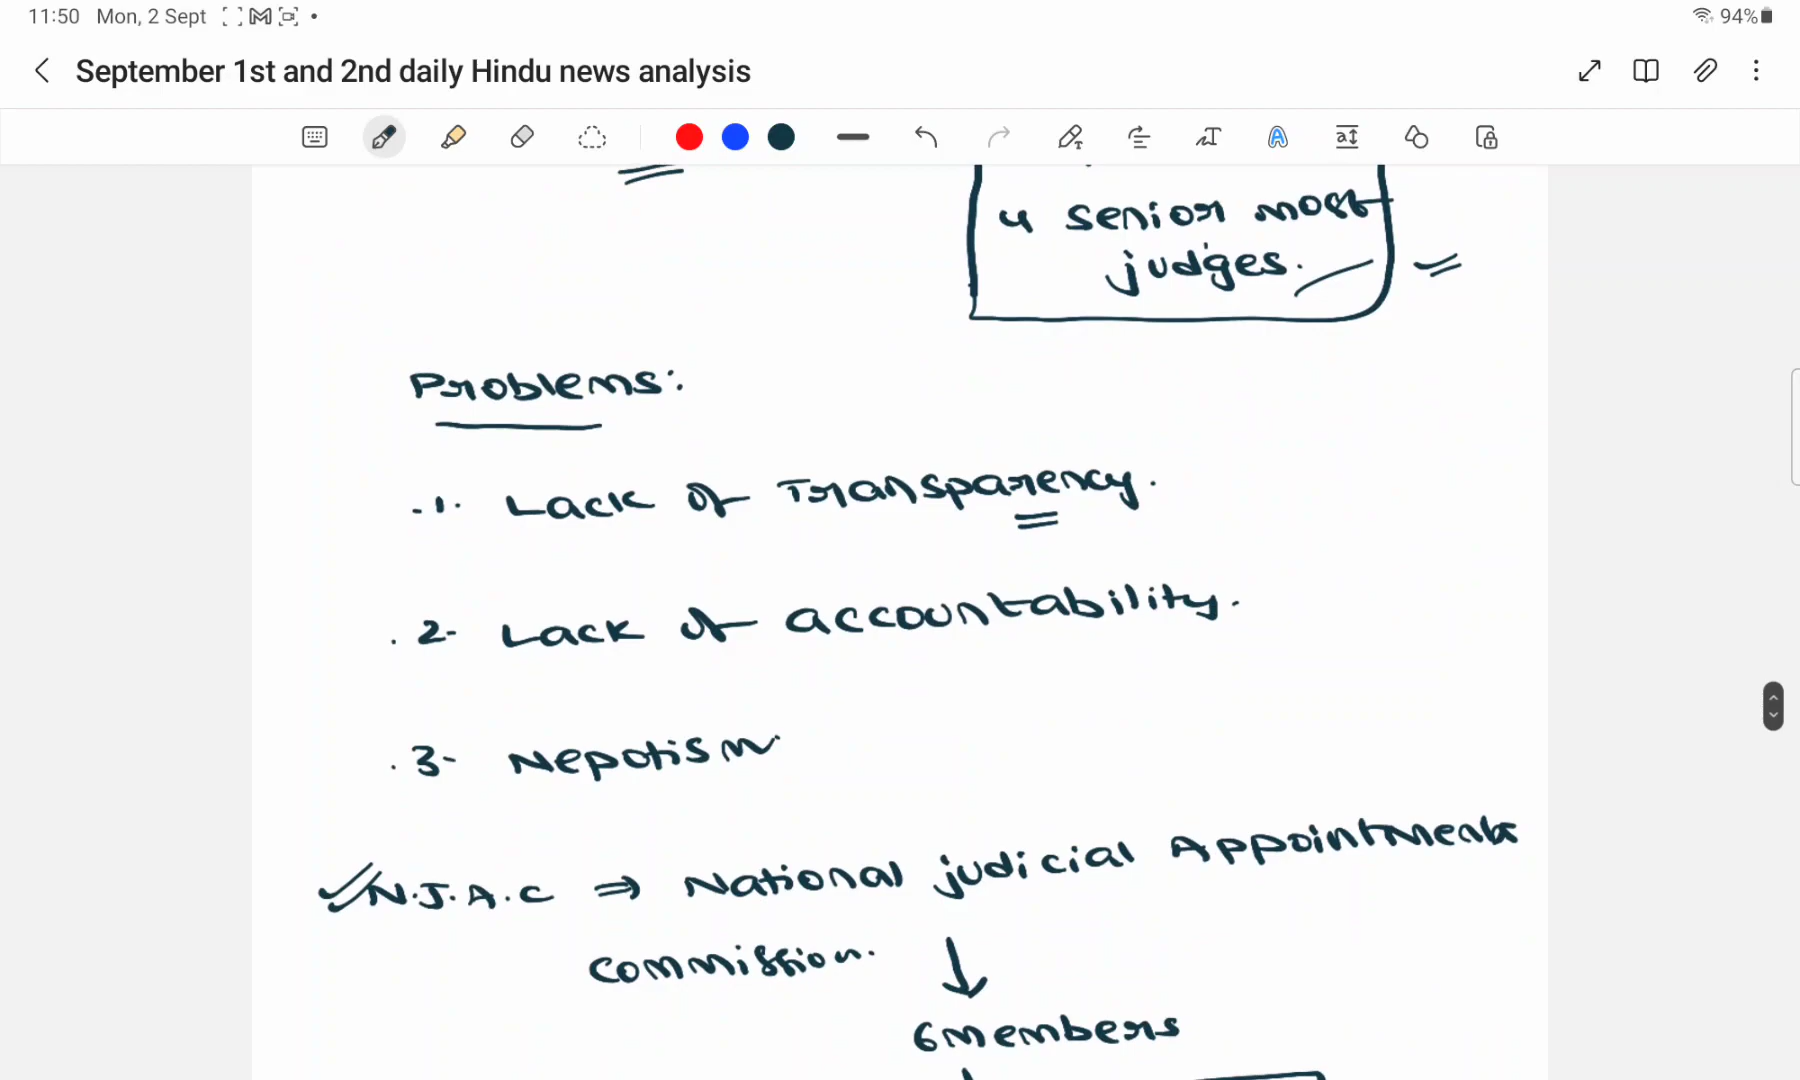 11:50 Mon, 2 Sept 94%
September 1st and 2nd daily Hindu news analysis
4 senior most
judges.
Problems:
1. Lack of Transparency.
2- Lack of accountability.
3- Nepotism
N.J.A.C ⇒ National judicial Appointments
commission.
6 members